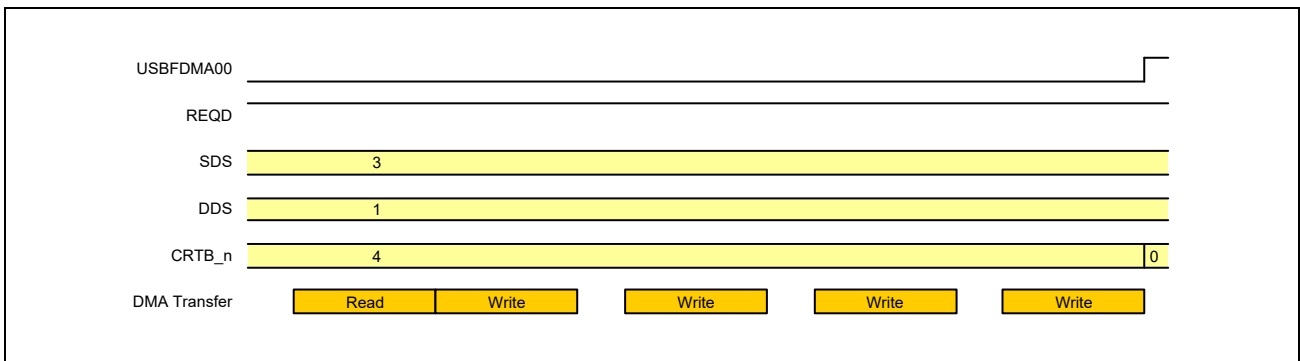 USBFDMA00
REQD
SDS 3
DDS 1
CRTB_n 4 0
DMA Transfer Read Write Write Write Write